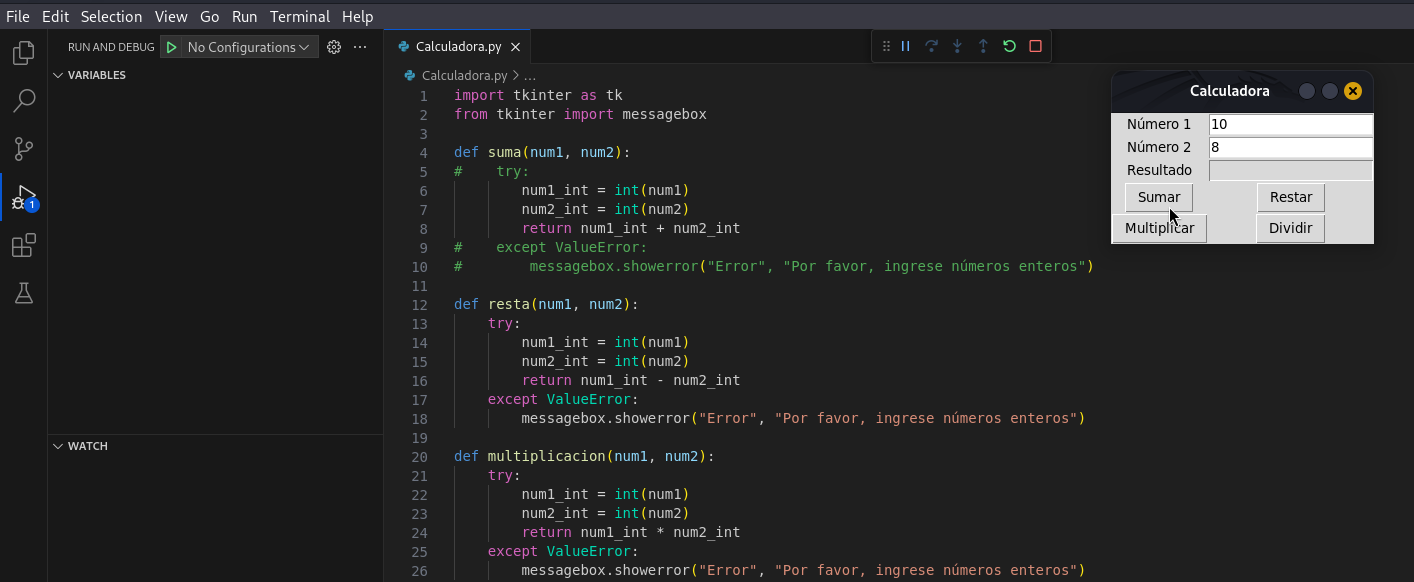 File Edit Selection View Go Run Terminal Help
RUN AND DEBUG No Configurations ...
VARIABLES
1
WATCH
Calculadora.py
Calculadora.py > ...
1 import tkinter as tk
2 from tkinter import messagebox
3
4 def suma(num1, num2):
5 #    try:
6         num1_int = int(num1)
7         num2_int = int(num2)
8         return num1_int + num2_int
9 #    except ValueError:
10 #        messagebox.showerror("Error", "Por favor, ingrese números enteros")
11
12 def resta(num1, num2):
13     try:
14         num1_int = int(num1)
15         num2_int = int(num2)
16         return num1_int - num2_int
17     except ValueError:
18         messagebox.showerror("Error", "Por favor, ingrese números enteros")
19
20 def multiplicacion(num1, num2):
21     try:
22         num1_int = int(num1)
23         num2_int = int(num2)
24         return num1_int * num2_int
25     except ValueError:
26         messagebox.showerror("Error", "Por favor, ingrese números enteros")
Calculadora
Número 1 10
Número 2 8
Resultado
Sumar Restar
Multiplicar Dividir